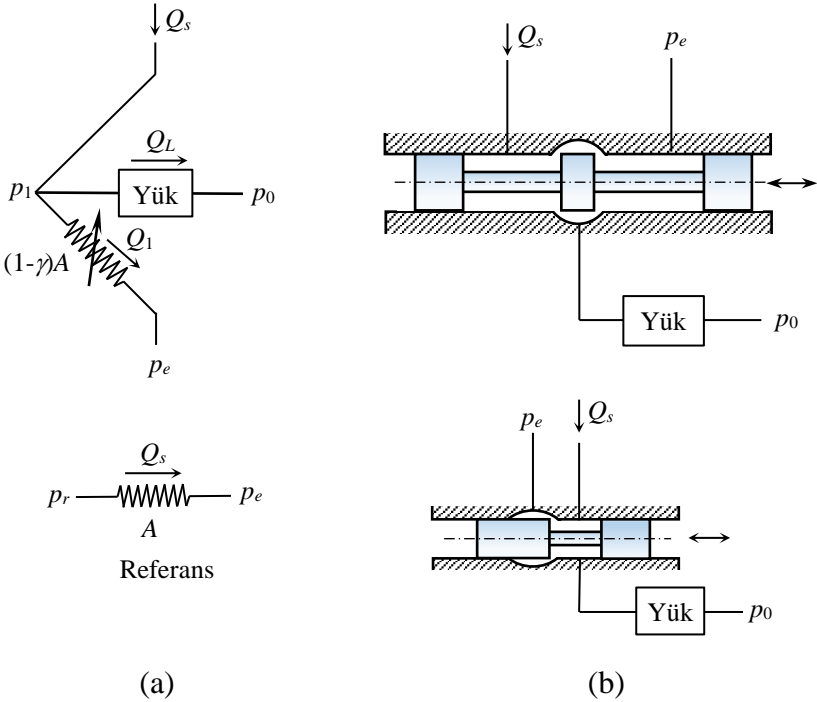 Qs
QL
p1
Yük
p0
Q1
(1-γ)A
pe
Qs
pr
pe
A
Referans
(a)
Qs
pe
Yük
p0
pe
Qs
Yük
p0
(b)